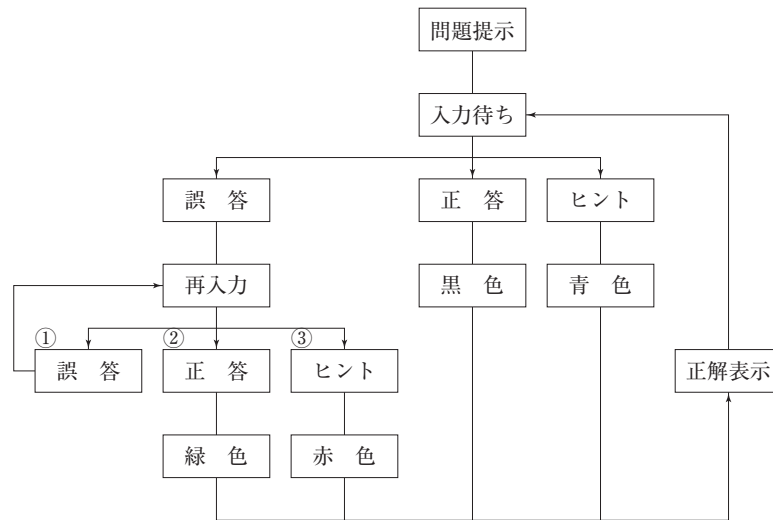 問題提示
入力待ち
誤 答
正 答
ヒント
再入力
黒 色
青 色
①
②
③
誤 答
正 答
ヒント
正解表示
緑 色
赤 色